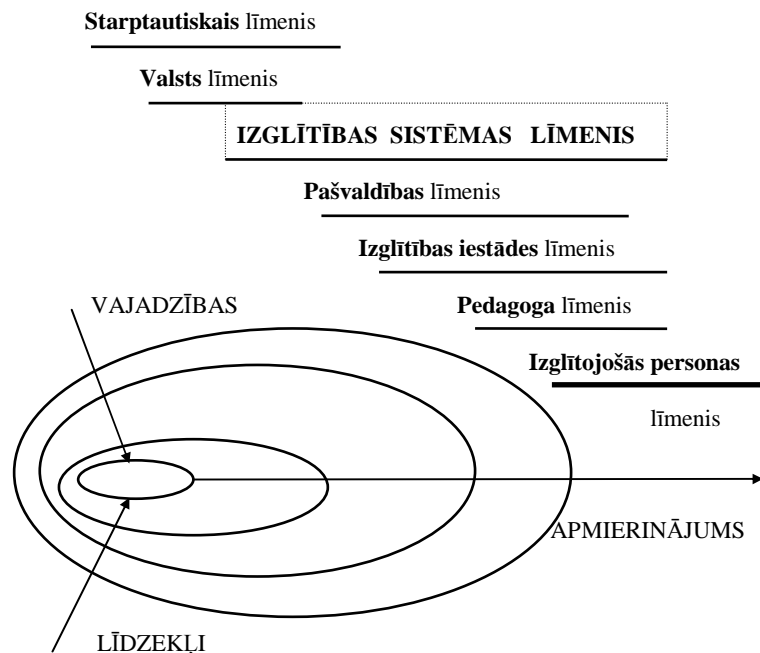 Starptautiskais līmenis
Valsts līmenis
IZGLĪTĪBAS SISTĒMAS LĪMENIS
Pašvaldības līmenis
Izglītības iestādes līmenis
VAJADZĪBAS
Pedagoga līmenis
Izglītojošās personas
līmenis
APMIERINĀJUMS
LĪDZEKĻI